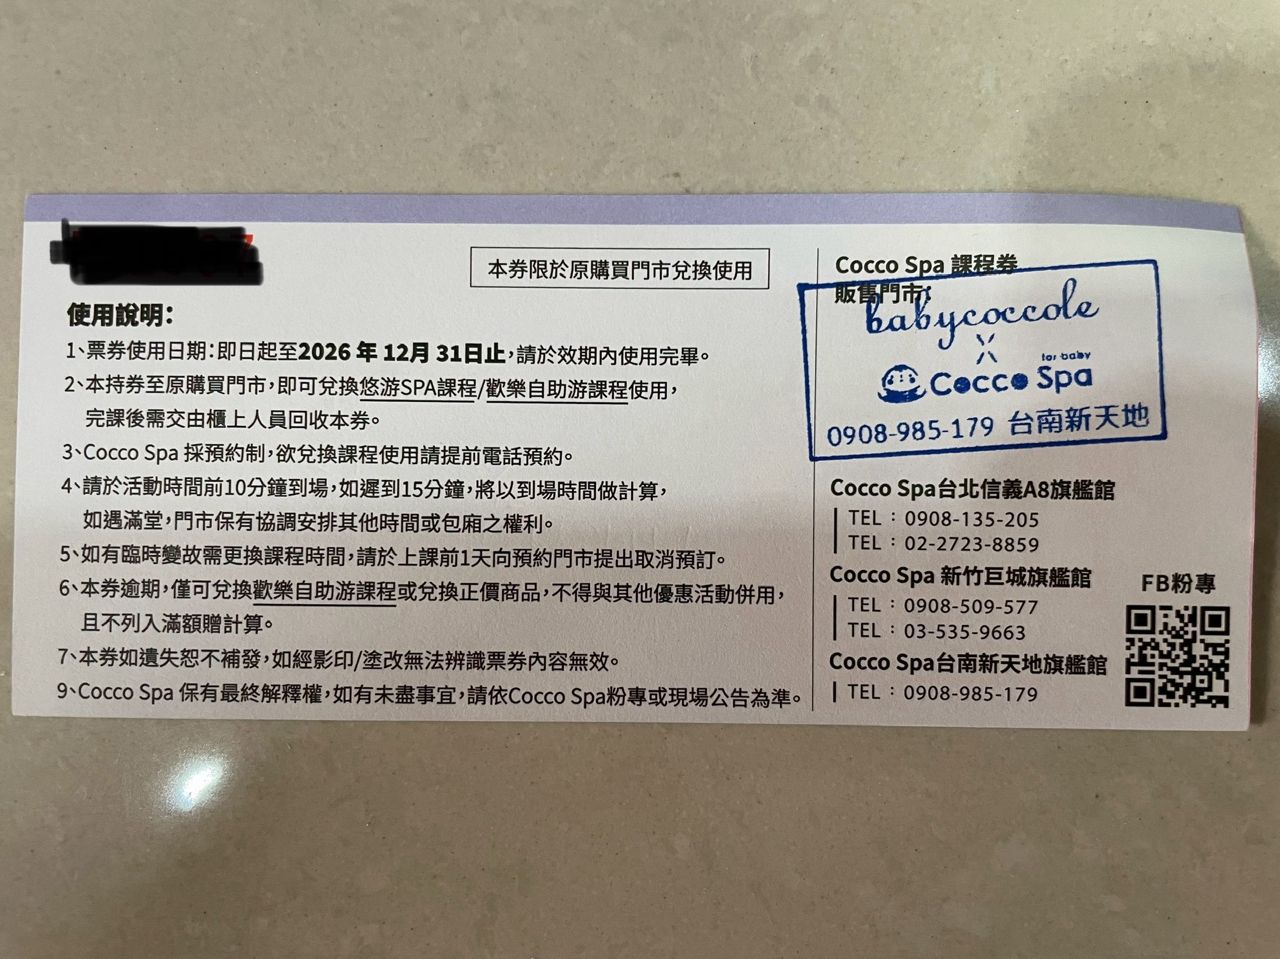 本券限於原購買門市兌換使用
使用說明：
1、票券使用日期：即日起至2026 年 12月 31日止，請於效期內使用完畢。
2、本持券至原購買門市，即可兌換悠游SPA課程/歡樂自助游課程使用，
完課後需交由櫃上人員回收本券。
3、Cocco Spa 採預約制，欲兌換課程使用請提前電話預約。
4、請於活動時間前10分鐘到場，如遲到15分鐘，將以到場時間做計算，
如遇滿堂，門市保有協調安排其他時間或包廂之權利。
5、如有臨時變故需更換課程時間，請於上課前1天向預約門市提出取消預訂。
6、本券逾期，僅可兌換歡樂自助游課程或兌換正價商品，不得與其他優惠活動併用，
且不列入滿額贈計算。
7、本券如遺失恕不補發，如經影印/塗改無法辨識票券內容無效。
9、Cocco Spa 保有最終解釋權，如有未盡事宜，請依Cocco Spa粉專或現場公告為準。
Cocco Spa 課程券
販售門市：
babycoccole
X
for baby
Cocco Spa
0908-985-179 台南新天地
Cocco Spa台北信義A8旗艦館
TEL：0908-135-205
TEL：02-2723-8859
Cocco Spa 新竹巨城旗艦館
TEL：0908-509-577
TEL：03-535-9663
Cocco Spa台南新天地旗艦館
TEL：0908-985-179
FB粉專